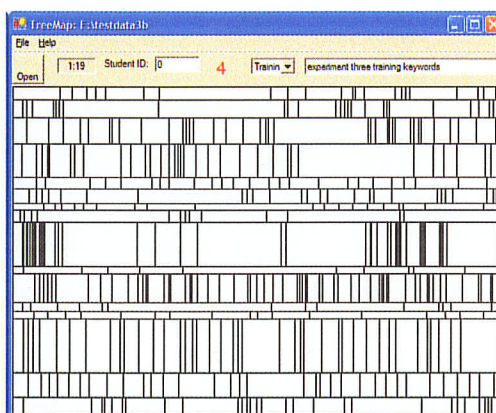 TreeMap: E:\testdata3b
File Help
Open 1:19 Student ID: 0 4 Trainin experiment three training keywords